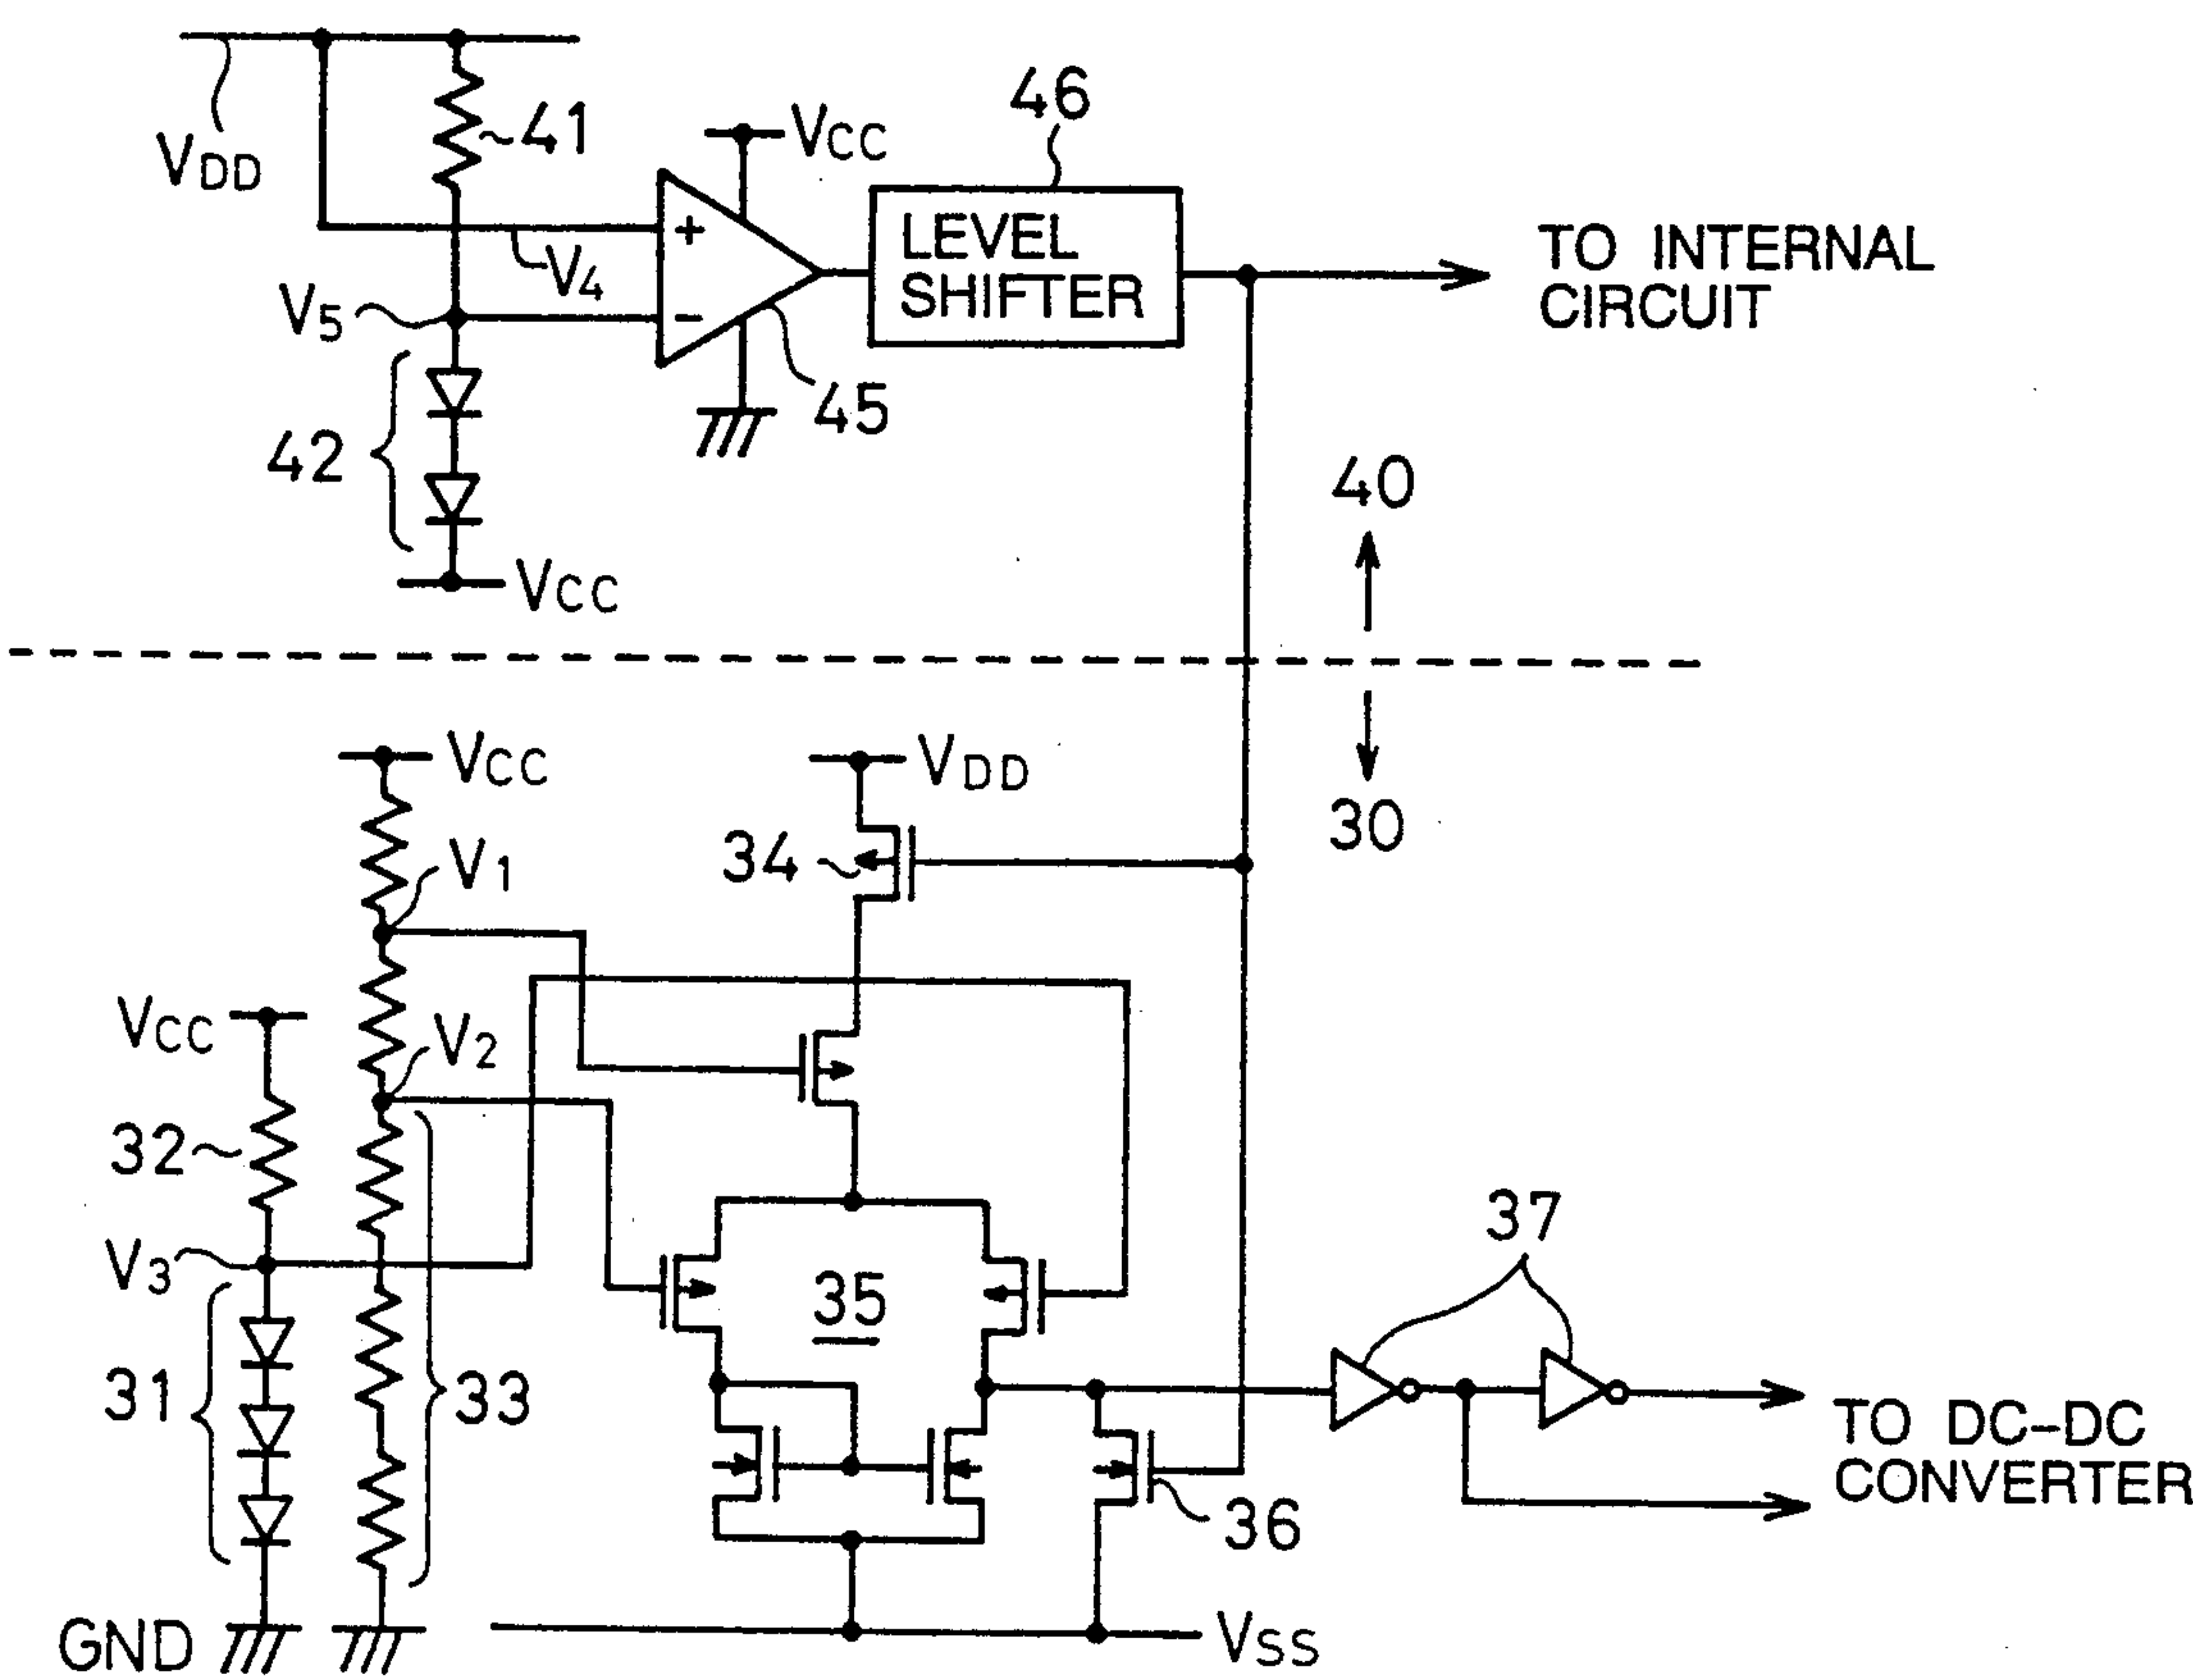 VDD
41
VCC
46
LEVEL
SHIFTER
TO INTERNAL
CIRCUIT
+
V4
V5
-
45
42
VCC
40
30
VCC
VDD
34
V1
VCC
V2
32
V3
35
37
31
33
TO DC-DC
CONVERTER
36
GND
VSS